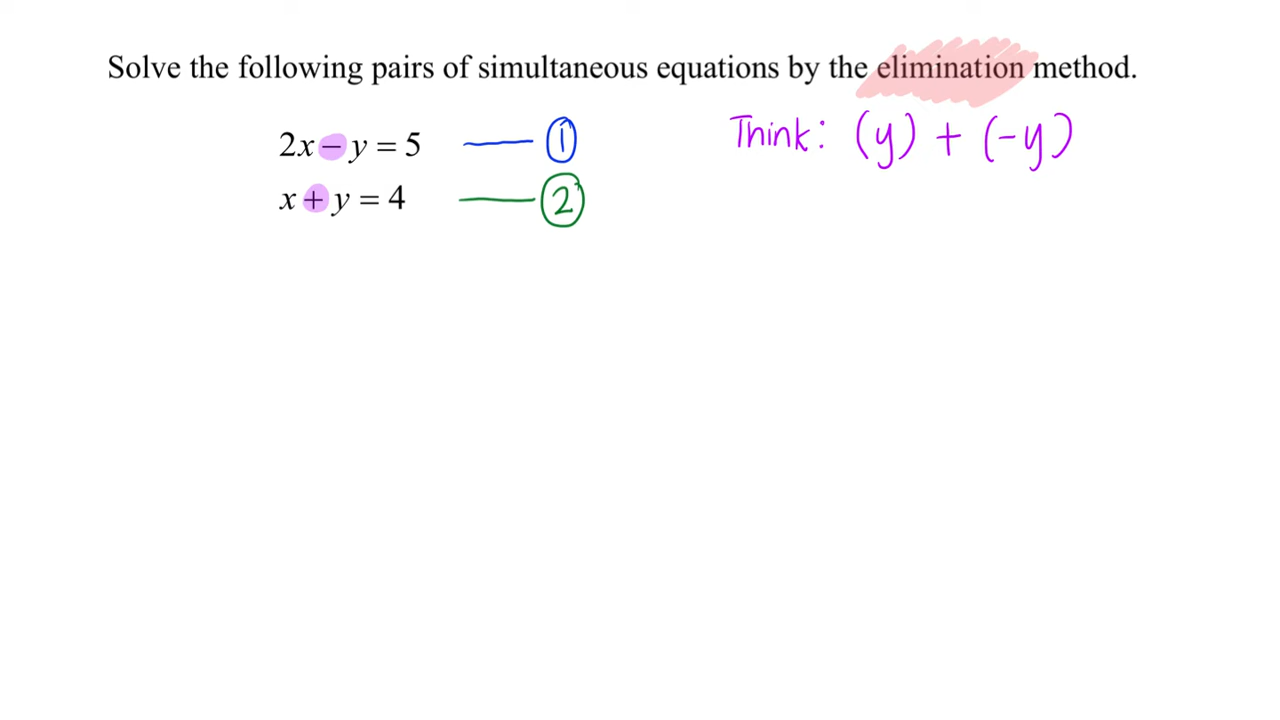 Solve the following pairs of simultaneous equations by the elimination method.
2x − y = 5 —— ① Think: (y) + (−y)
x + y = 4 —— ②